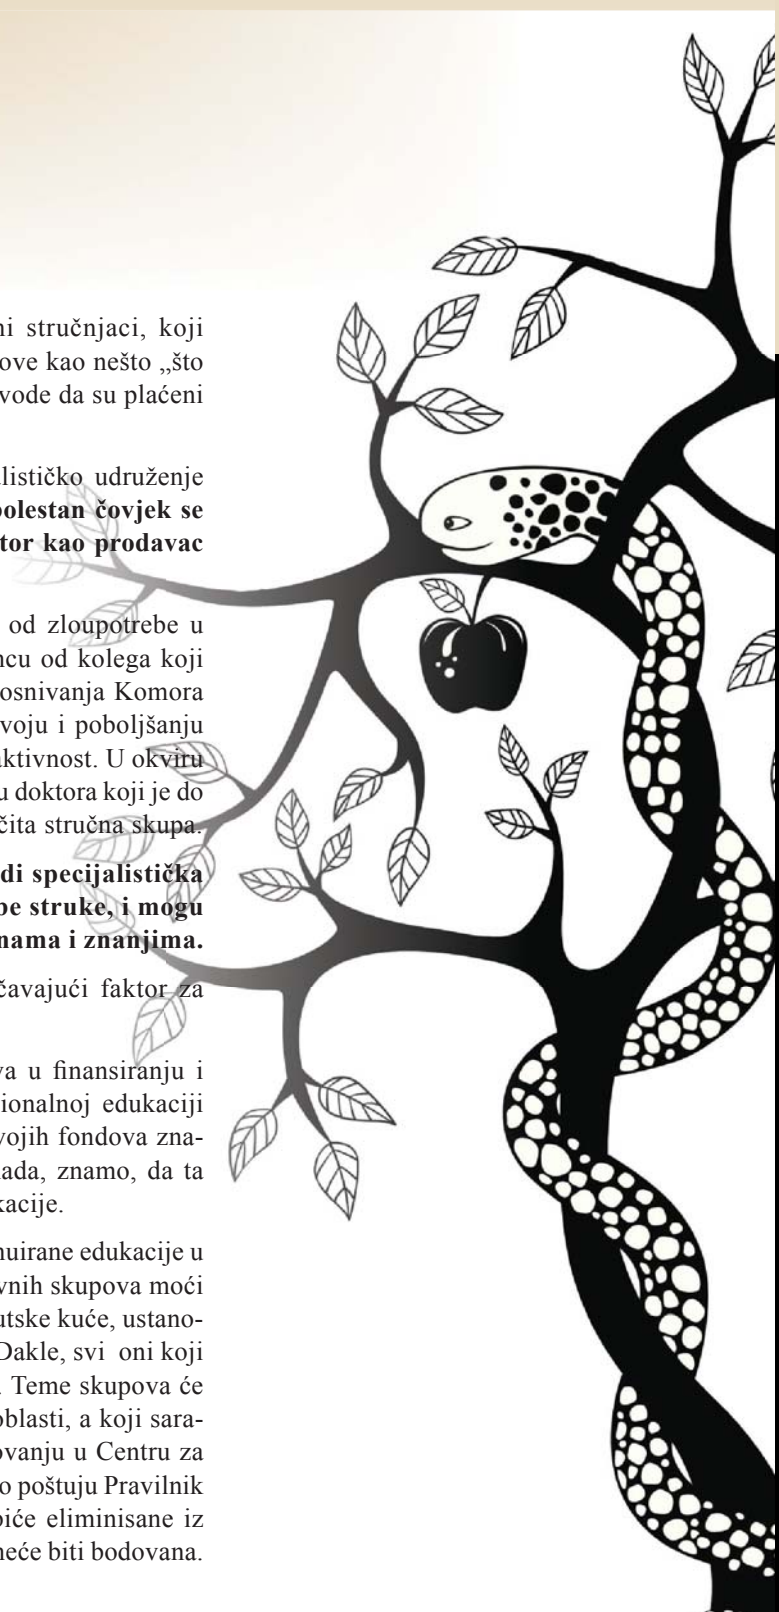 ni stručnjaci, koji
ove kao nešto „što
vode da su plaćeni
alističko udruženje
bolestan čovjek se
tor kao prodavac
od zloupotrebe u
ncu od kolega koji
osnivanja Komora
voju i poboljšanju
aktivnost. U okviru
u doktora koji je do
čita stručna skupa.
di specijalistička
be struke, i mogu
nama i znanjima.
čavajući faktor za
va u finansiranju i
ionalnoj edukaciji
vojih fondova zna-
ada, znamo, da ta
kacije.
nuirane edukacije u
vnih skupova moći
utske kuće, ustano-
Dakle, svi oni koji
. Teme skupova će
oblasti, a koji sara-
ovanju u Centru za
o poštuju Pravilnik
biće eliminisane iz
neće biti bodovana.